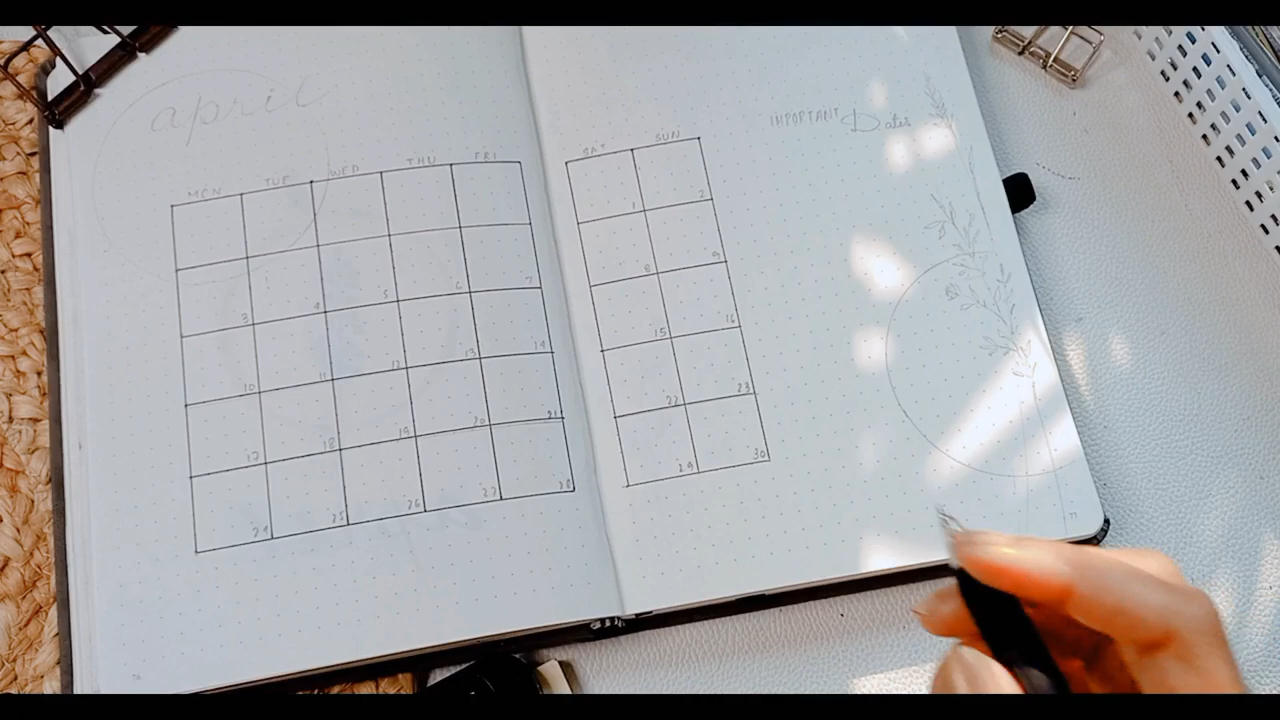 april
MON TUE WED THU FRI SAT SUN
1 2
3 4 5 6 7 8 9
10 11 12 13 14 15 16
17 18 19 20 21 22 23
24 25 26 27 28 29 30
IMPORTANT Dates
77